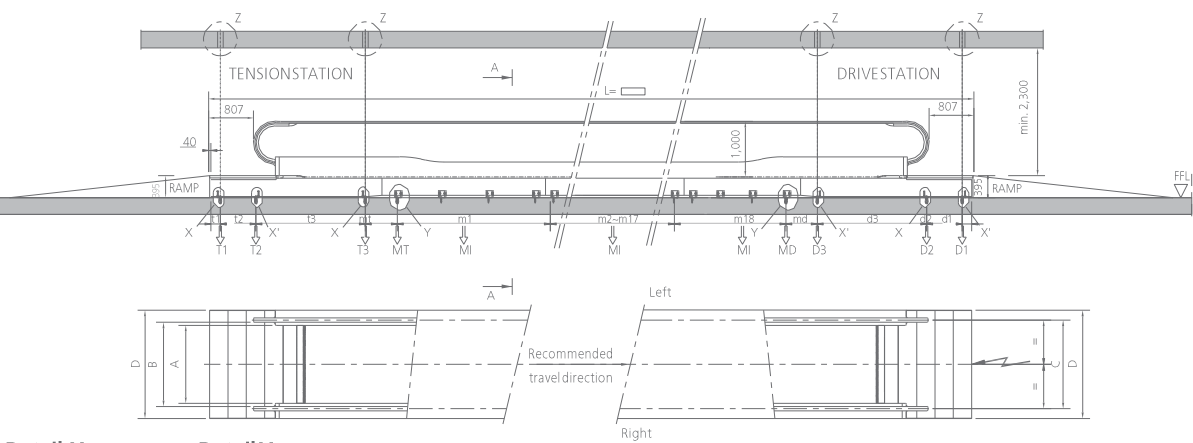 Z Z Z Z
TENSIONSTATION A DRIVESTATION
L=
807 807
min. 2,300
40
1,000
395 RAMP 395 RAMP
FFL
t1 t2 t3 mt m1 m2~m17 m18 md d3 d2 d1
X X' X Y Y X' X X'
T1 T2 T3 MT MI MI MI MD D3 D2 D1
A
Left
D B A
Recommended
travel direction
= =
C D
Right